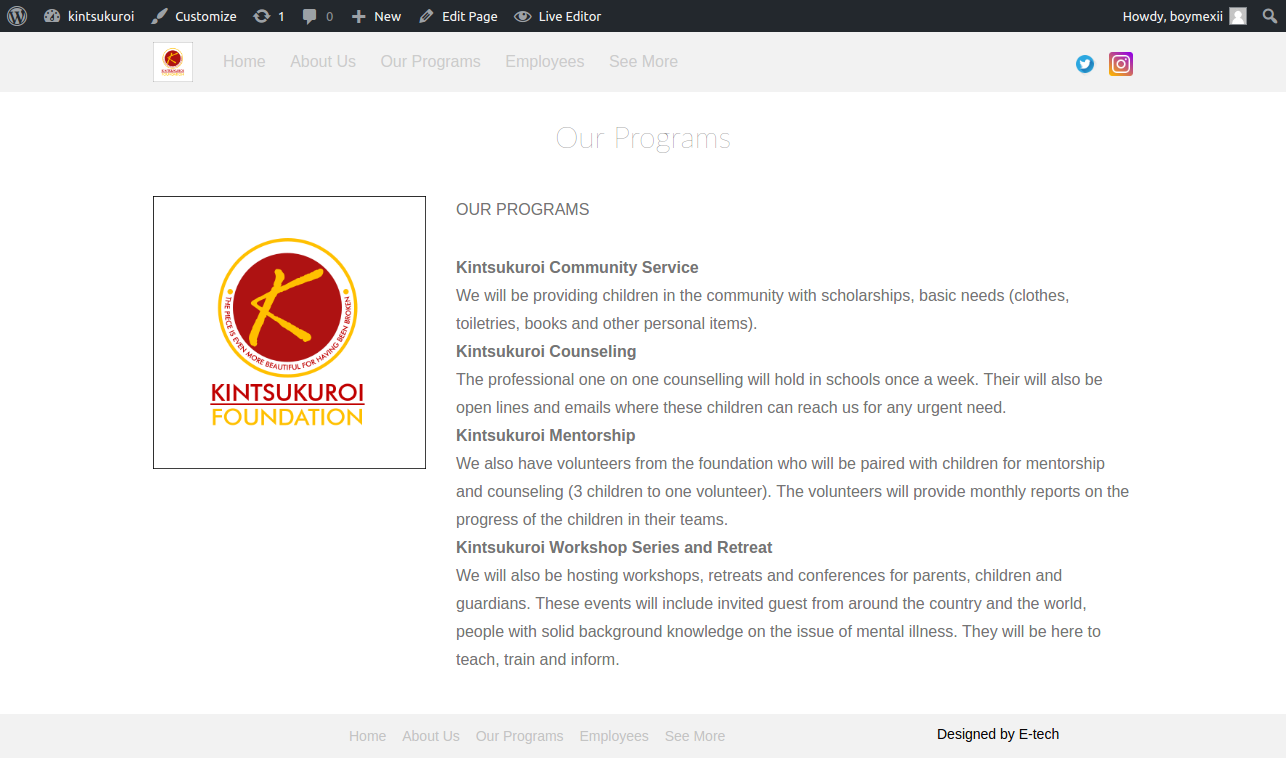 kintsukuroi Customize 1 0 New Edit Page Live Editor Howdy, boymexii
Home About Us Our Programs Employees See More
Our Programs
THE PIECE IS EVEN MORE BEAUTIFUL FOR HAVING BEEN BROKEN
KINTSUKUROI
FOUNDATION
OUR PROGRAMS
Kintsukuroi Community Service
We will be providing children in the community with scholarships, basic needs (clothes,
toiletries, books and other personal items).
Kintsukuroi Counseling
The professional one on one counselling will hold in schools once a week. Their will also be
open lines and emails where these children can reach us for any urgent need.
Kintsukuroi Mentorship
We also have volunteers from the foundation who will be paired with children for mentorship
and counseling (3 children to one volunteer). The volunteers will provide monthly reports on the
progress of the children in their teams.
Kintsukuroi Workshop Series and Retreat
We will also be hosting workshops, retreats and conferences for parents, children and
guardians. These events will include invited guest from around the country and the world,
people with solid background knowledge on the issue of mental illness. They will be here to
teach, train and inform.
Home About Us Our Programs Employees See More Designed by E-tech